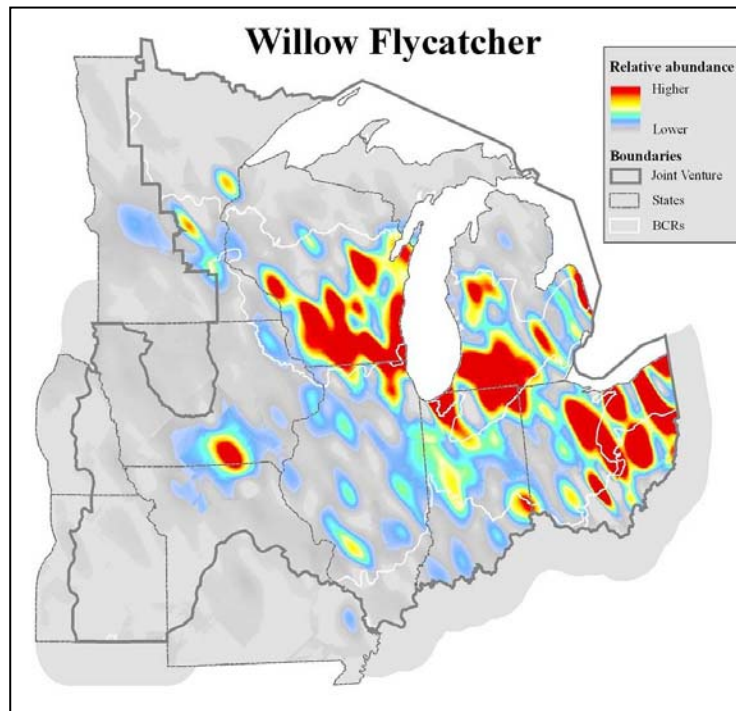 Willow Flycatcher
Relative abundance
Higher
Lower
Boundaries
Joint Venture
States
BCRs